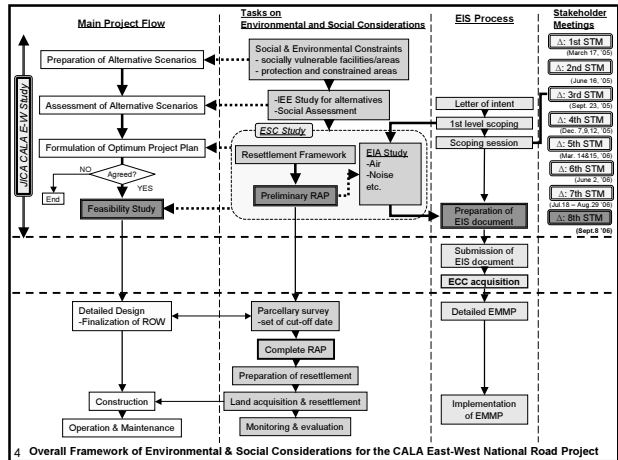 Main Project Flow
Tasks on
Environmental and Social Considerations
EIS Process
Stakeholder
Meetings
JICA CALA E-W Study
Preparation of Alternative Scenarios
Assessment of Alternative Scenarios
Formulation of Optimum Project Plan
NO
Agreed?
YES
End
Feasibility Study
Detailed Design
-Finalization of ROW
Construction
Operation & Maintenance
Social & Environmental Constraints
- socially vulnerable facilities/areas
- protection and constrained areas
-IEE Study for alternatives
-Social Assessment
ESC Study
Resettlement Framework
Preliminary RAP
EIA Study
-Air
-Noise
etc.
Parcellary survey
-set of cut-off date
Complete RAP
Preparation of resettlement
Land acquisition & resettlement
Monitoring & evaluation
Letter of intent
1st level scoping
Scoping session
Preparation of
EIS document
Submission of
EIS document
ECC acquisition
Detailed EMMP
Implementation
of EMMP
Δ: 1st STM
(March 17, '05)
Δ: 2nd STM
(June 16, '05)
Δ: 3rd STM
(Sept. 23, '05)
Δ: 4th STM
(Dec. 7,9,12, '05)
Δ: 5th STM
(Mar. 14&15, '06)
Δ: 6th STM
(June 2, '06)
Δ: 7th STM
(Jul.18 – Aug.29 '06)
Δ: 8th STM
(Sept.8 '06)
4 Overall Framework of Environmental & Social Considerations for the CALA East-West National Road Project